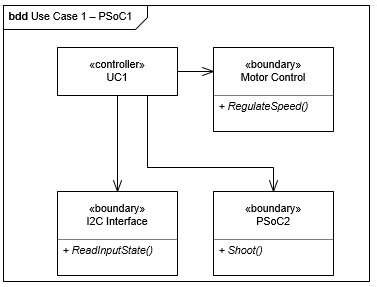 bdd Use Case 1 – PSoC1
«controller»
UC1
«boundary»
Motor Control
+ RegulateSpeed()
«boundary»
I2C Interface
+ ReadInputState()
«boundary»
PSoC2
+ Shoot()